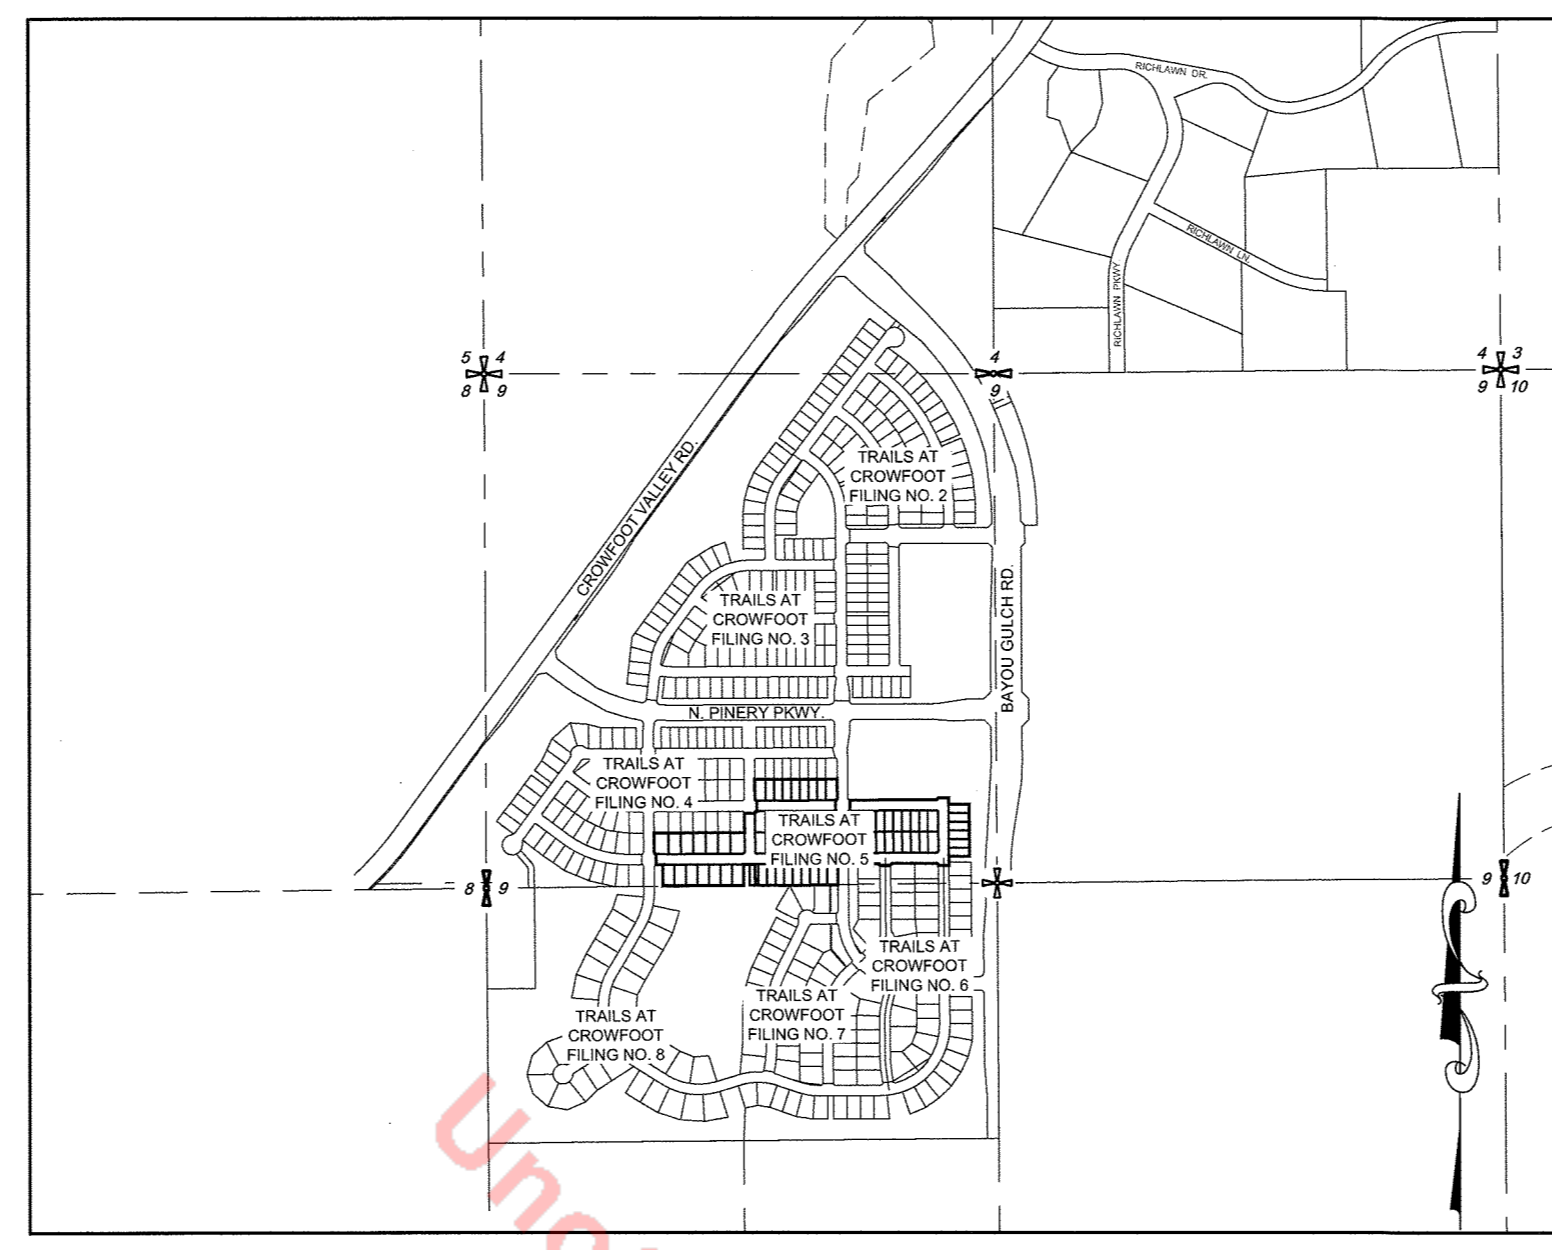 RICHLAWN DR.
RICHLAWN LN.
RICHLAWN PKWY
5 4
8 9
4
9
4 3
9 10
CROWFOOT VALLEY RD.
TRAILS AT
CROWFOOT
FILING NO. 2
BAYOU GULCH RD.
TRAILS AT
CROWFOOT
FILING NO. 3
N. PINERY PKWY.
TRAILS AT
CROWFOOT
FILING NO. 4
TRAILS AT
CROWFOOT
FILING NO. 5
8 9
9 10
TRAILS AT
CROWFOOT
FILING NO. 6
TRAILS AT
CROWFOOT
FILING NO. 7
TRAILS AT
CROWFOOT
FILING NO. 8